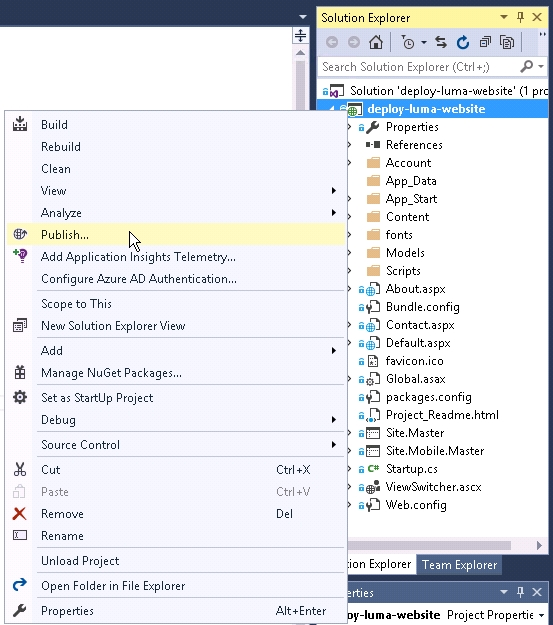 Solution Explorer
Search Solution Explorer (Ctrl+;)
Solution 'deploy-luma-website' (1 pro
deploy-luma-website
Properties
References
Account
App_Data
App_Start
Content
fonts
Models
Scripts
About.aspx
Bundle.config
Contact.aspx
Default.aspx
favicon.ico
Global.asax
packages.config
Project_Readme.html
Site.Master
Site.Mobile.Master
C# Startup.cs
ViewSwitcher.ascx
Web.config
Build
Rebuild
Clean
View
Analyze
Publish...
Add Application Insights Telemetry...
Configure Azure AD Authentication...
Scope to This
New Solution Explorer View
Add
Manage NuGet Packages...
Set as StartUp Project
Debug
Source Control
Cut Ctrl+X
Paste Ctrl+V
Remove Del
Rename
Unload Project
Open Folder in File Explorer
Properties Alt+Enter
tion Explorer Team Explorer
erties
oy-luma-website Project Propertie